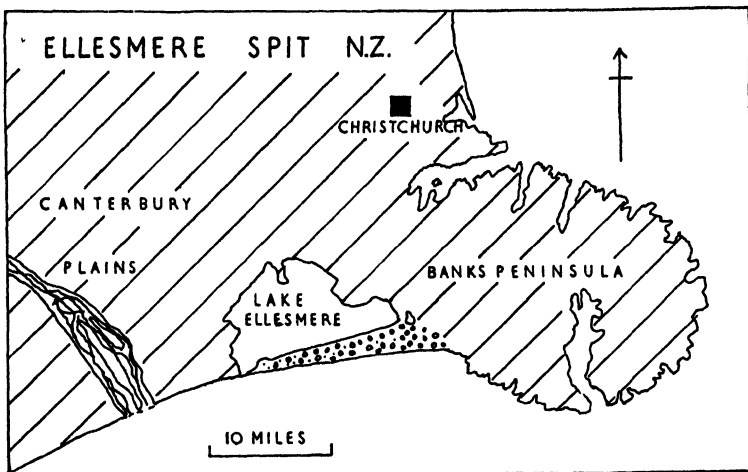 ELLESMERE SPIT N.Z.
CHRISTCHURCH
CANTERBURY
PLAINS
BANKS PENINSULA
LAKE
ELLESMERE
10 MILES